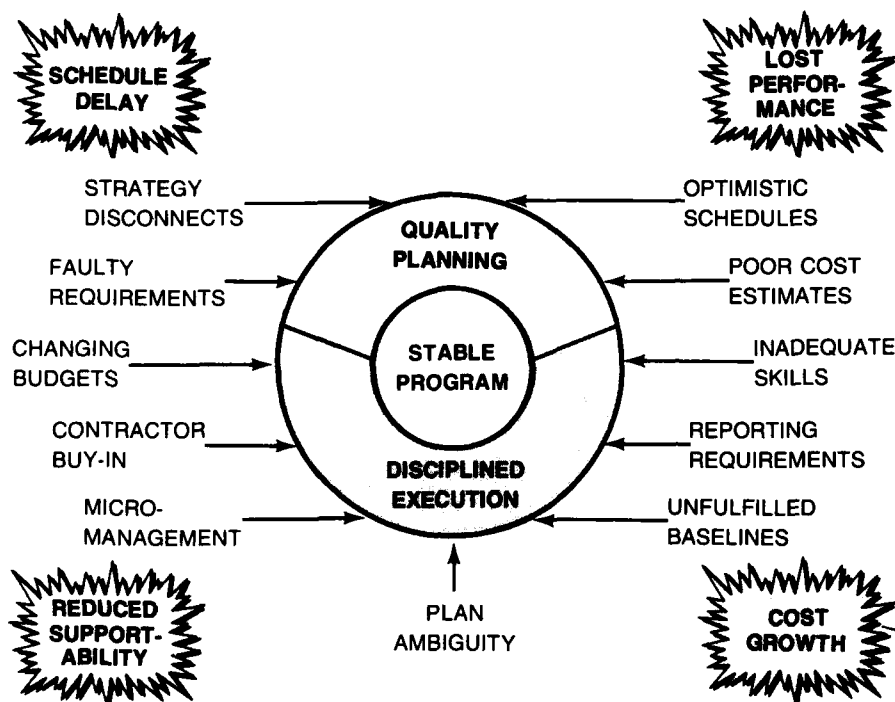 SCHEDULE
DELAY
LOST
PERFOR-
MANCE
STRATEGY
DISCONNECTS
OPTIMISTIC
SCHEDULES
QUALITY
PLANNING
FAULTY
REQUIREMENTS
POOR COST
ESTIMATES
CHANGING
BUDGETS
STABLE
PROGRAM
INADEQUATE
SKILLS
CONTRACTOR
BUY-IN
REPORTING
REQUIREMENTS
DISCIPLINED
EXECUTION
MICRO-
MANAGEMENT
UNFULFILLED
BASELINES
PLAN
AMBIGUITY
REDUCED
SUPPORT-
ABILITY
COST
GROWTH